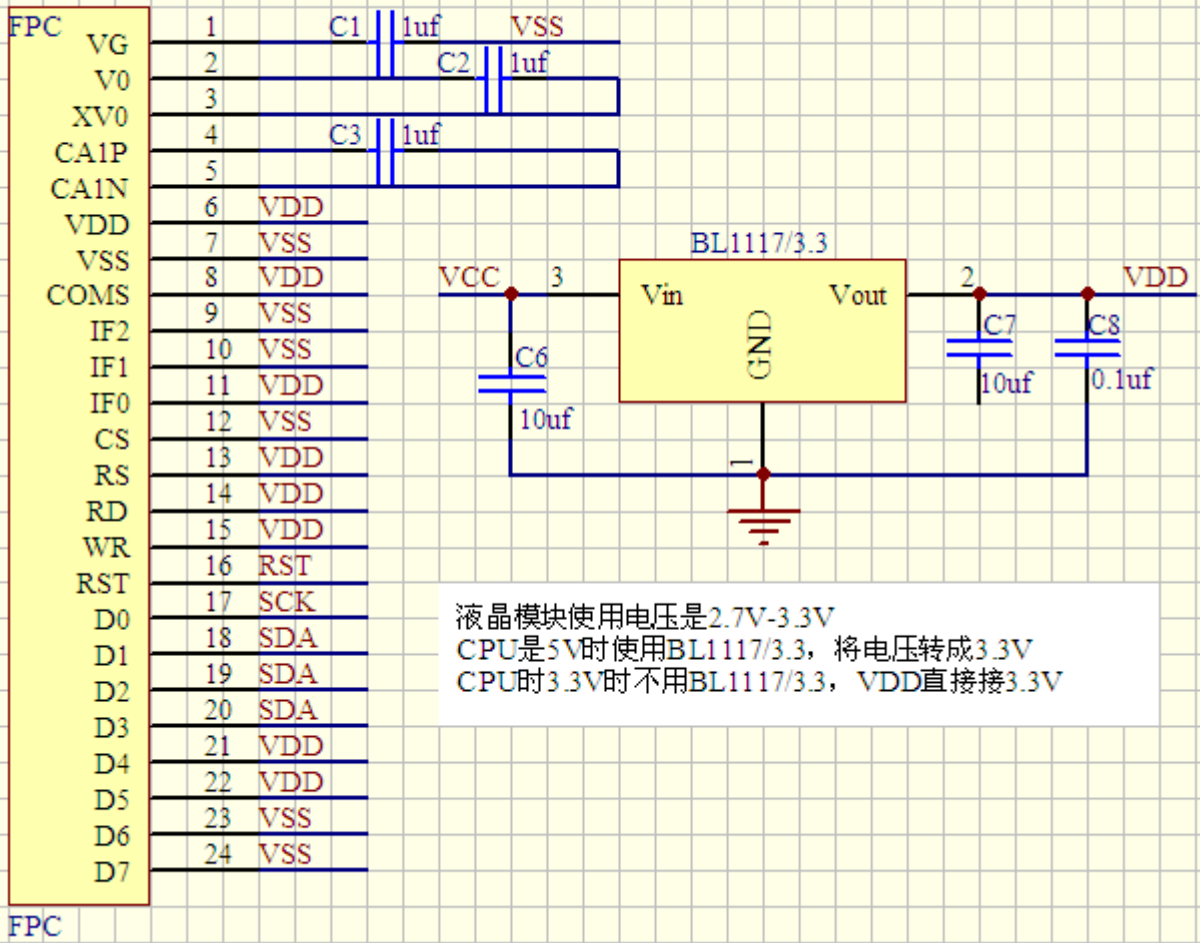 FPC
VG 1 C1 1uf VSS
V0 2 C2 1uf
XV0 3
CA1P 4 C3 1uf
CA1N 5
VDD 6 VDD
VSS 7 VSS
COMS 8 VDD
IF2 9 VSS
IF1 10 VSS
IF0 11 VDD
CS 12 VSS
RS 13 VDD
RD 14 VDD
WR 15 VDD
RST 16 RST
D0 17 SCK
D1 18 SDA
D2 19 SDA
D3 20 SDA
D4 21 VDD
D5 22 VDD
D6 23 VSS
D7 24 VSS
FPC
BL1117/3.3
VCC 3 Vin Vout 2 VDD
GND
C6
10uf
C7
10uf
C8
0.1uf
1
液晶模块使用电压是2.7V-3.3V
CPU是5V时使用BL1117/3.3，将电压转成3.3V
CPU时3.3V时不用BL1117/3.3，VDD直接接3.3V